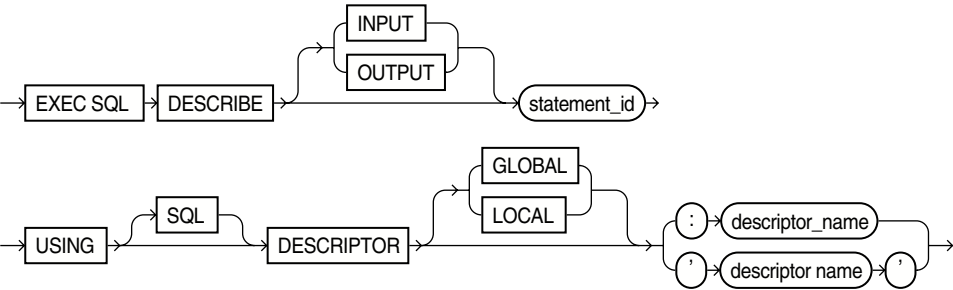 INPUT
OUTPUT
EXEC SQL DESCRIBE statement_id
GLOBAL
SQL LOCAL : descriptor_name
USING DESCRIPTOR ' descriptor name '